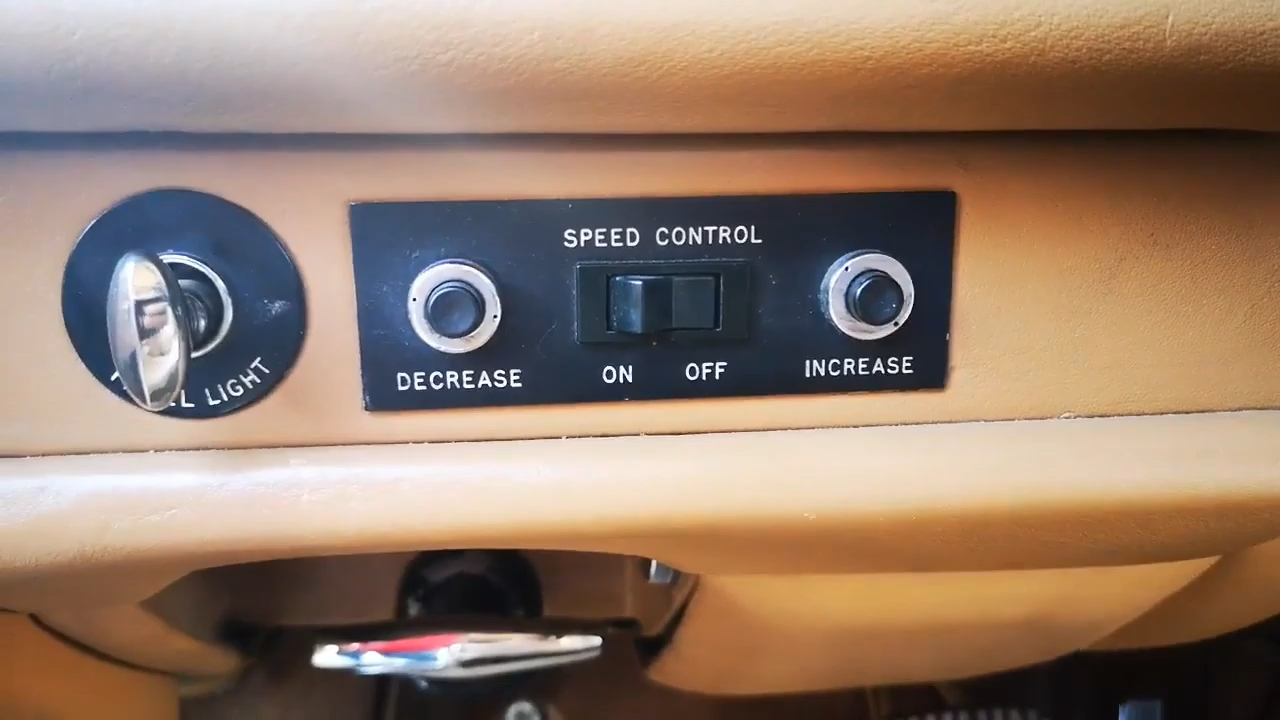 SPEED CONTROL
DECREASE
ON OFF
INCREASE
LIGHT